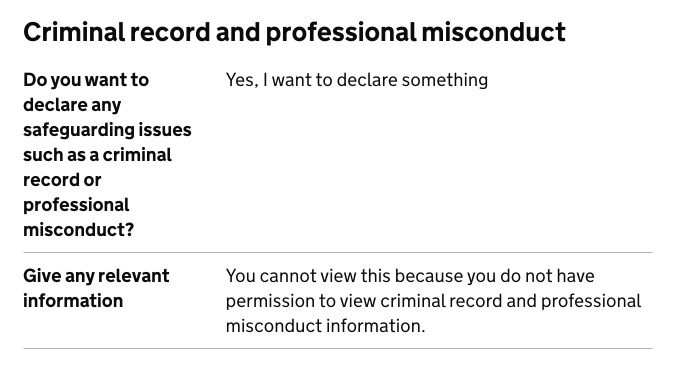 Criminal record and professional misconduct
Do you want to
declare any
safeguarding issues
such as a criminal
record or
professional
misconduct?
Yes, I want to declare something
Give any relevant
information
You cannot view this because you do not have
permission to view criminal record and professional
misconduct information.